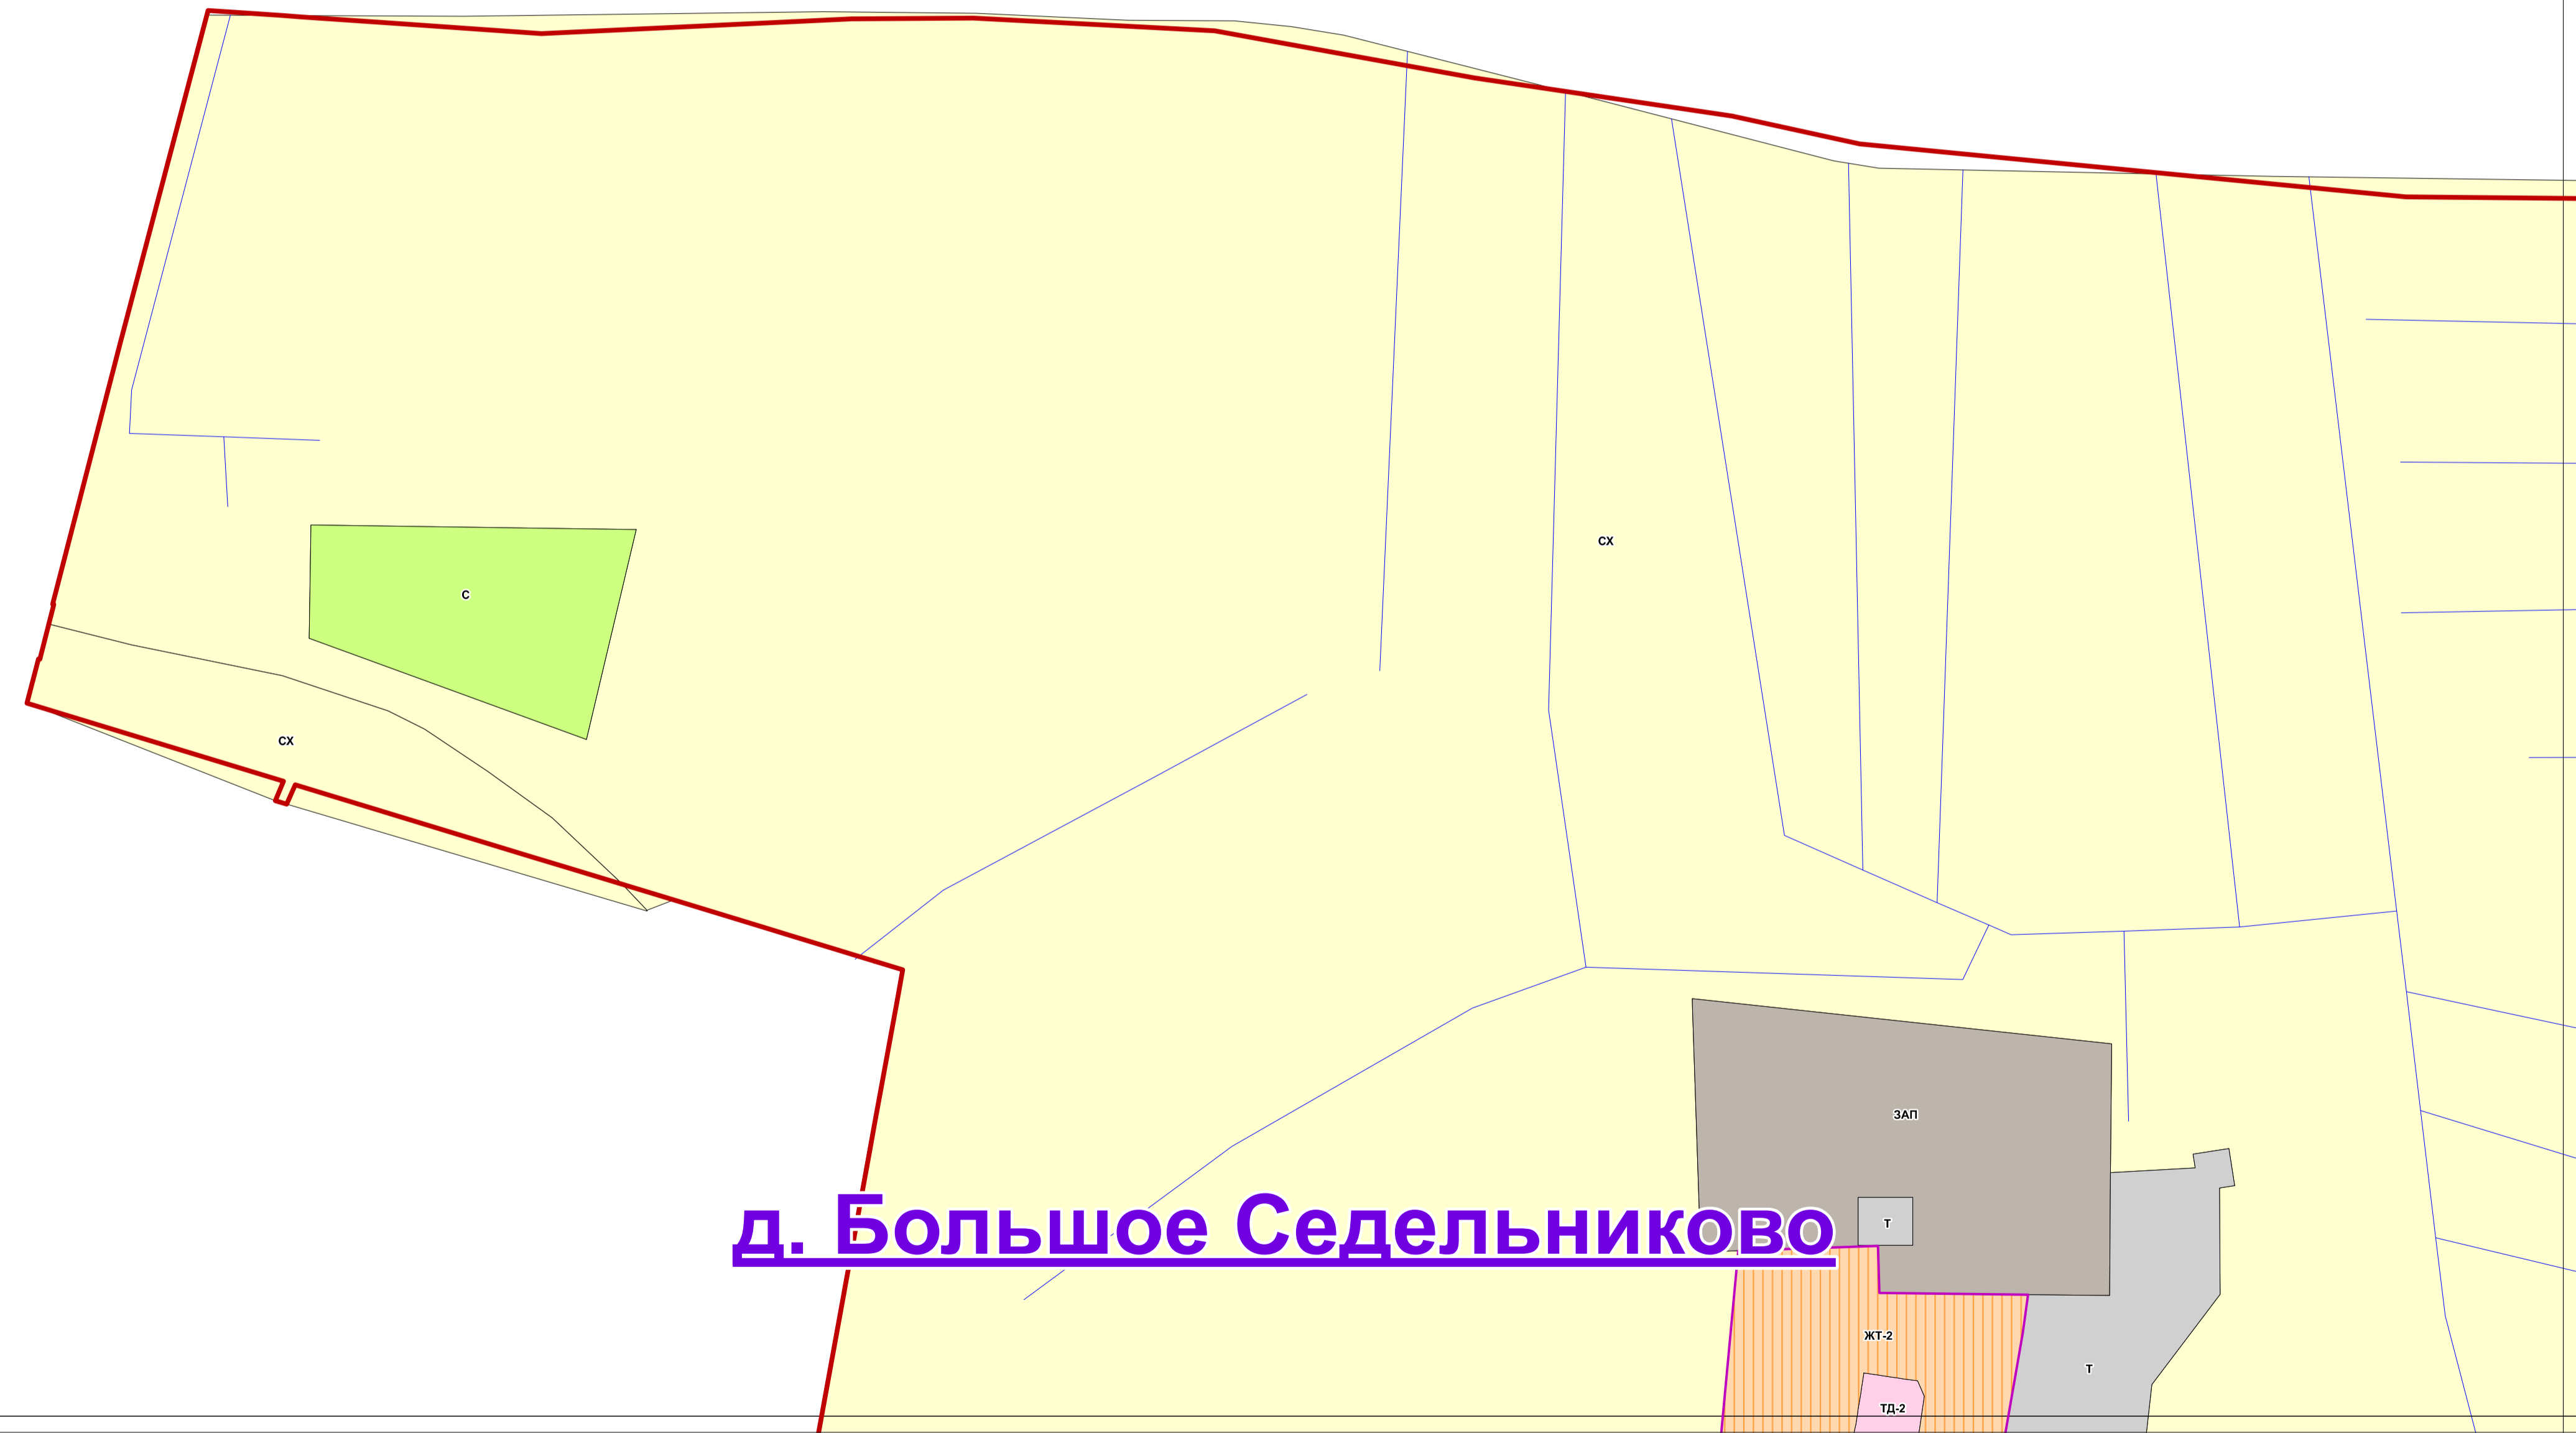 СХ
С
СХ
ЗАП
Т
д. Большое Седельниково
ЖТ-2
Т
ТД-2